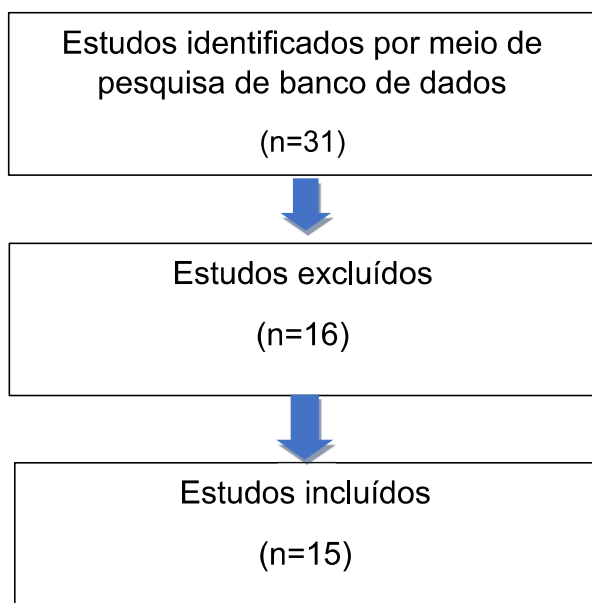 Estudos identificados por meio de
pesquisa de banco de dados
(n=31)
Estudos excluídos
(n=16)
Estudos incluídos
(n=15)